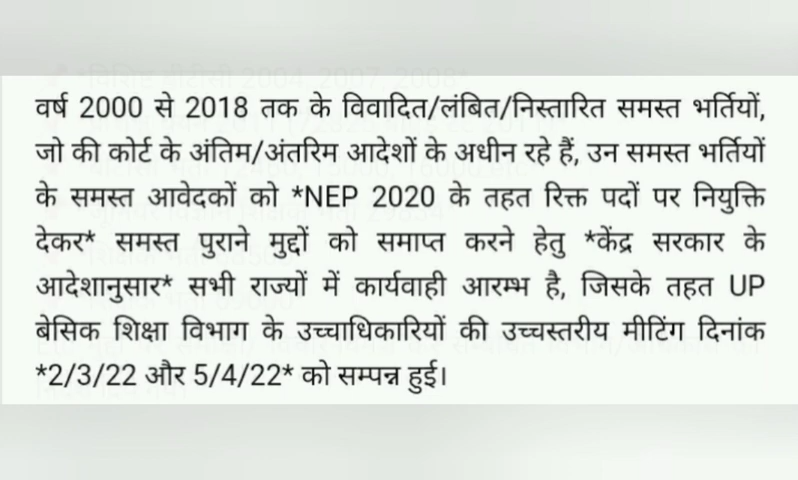 वर्ष 2000 से 2018 तक के विवादित/लंबित/निस्तारित समस्त भर्तियों,
जो की कोर्ट के अंतिम/अंतरिम आदेशों के अधीन रहे हैं, उन समस्त भर्तियों
के समस्त आवेदकों को *NEP 2020 के तहत रिक्त पदों पर नियुक्ति
देकर* समस्त पुराने मुद्दों को समाप्त करने हेतु *केंद्र सरकार के
आदेशानुसार* सभी राज्यों में कार्यवाही आरम्भ है, जिसके तहत UP
बेसिक शिक्षा विभाग के उच्चाधिकारियों की उच्चस्तरीय मीटिंग दिनांक
*2/3/22 और 5/4/22* को सम्पन्न हुई।